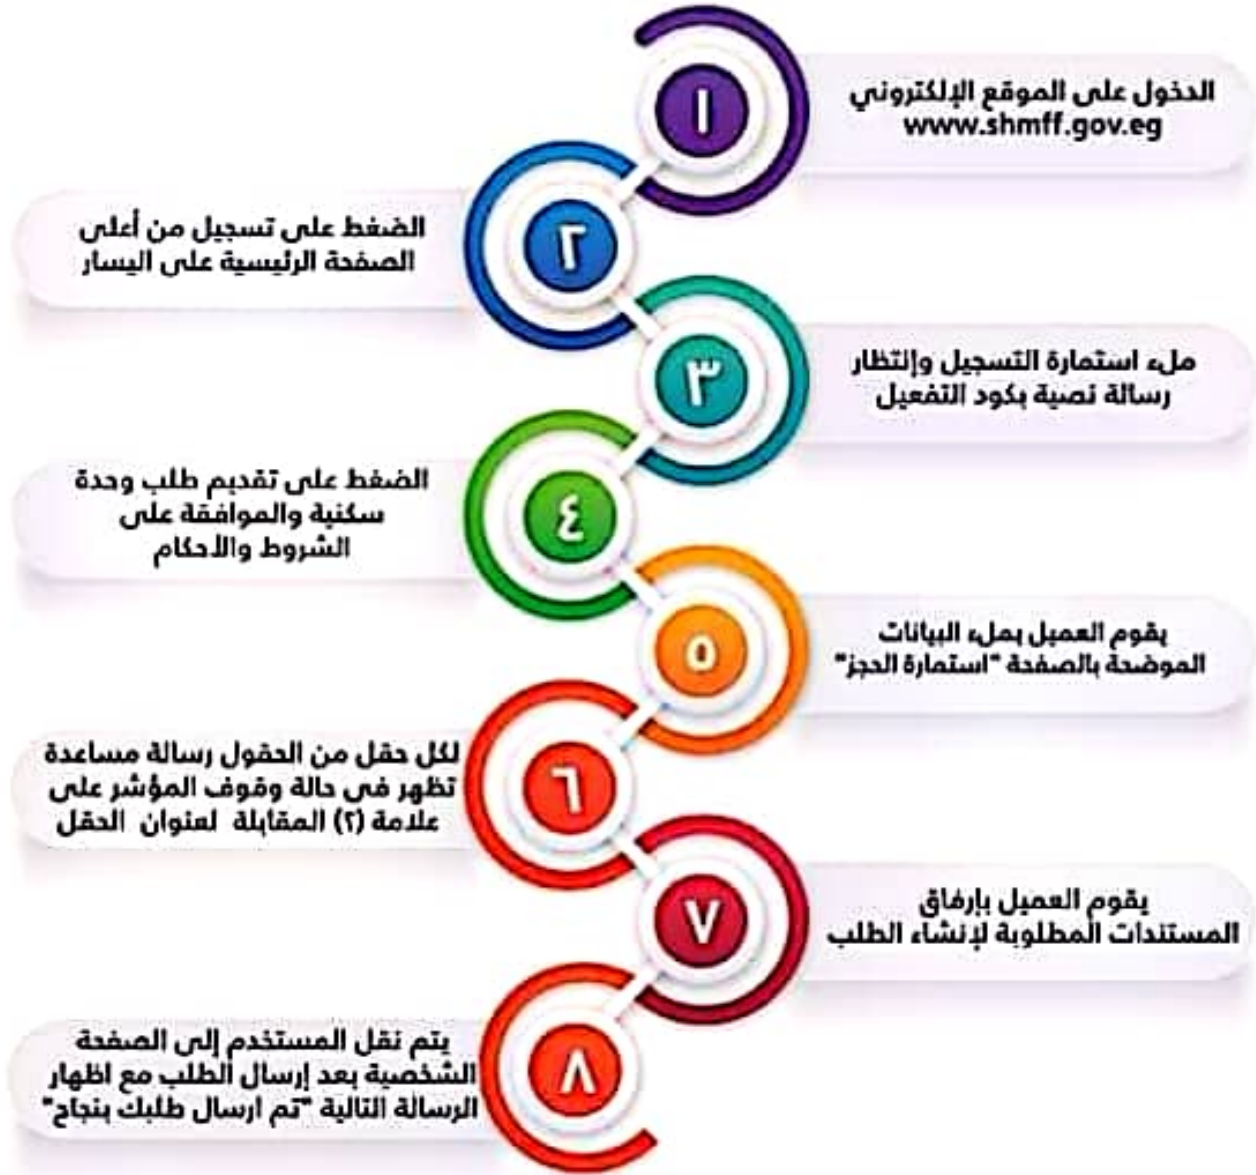 ١
الدخول على الموقع الإلكتروني
www.shmff.gov.eg
٢
الضغط على تسجيل من أعلى
الصفحة الرئيسية على اليسار
٣
ملء استمارة التسجيل وإنتظار
رسالة نصية بكود التفعيل
٤
الضغط على تقديم طلب وحدة
سكنية والموافقة على
الشروط والأحكام
٥
يقوم العميل بملء البيانات
الموضحة بالصفحة "استمارة الحجز"
٦
لكل حقل من الحقول رسالة مساعدة
تظهر فى حالة وقوف المؤشر على
علامة (؟) المقابلة لعنوان الحقل
٧
يقوم العميل بإرفاق
المستندات المطلوبة لإنشاء الطلب
٨
يتم نقل المستخدم إلى الصفحة
الشخصية بعد إرسال الطلب مع اظهار
الرسالة التالية "تم ارسال طلبك بنجاح"